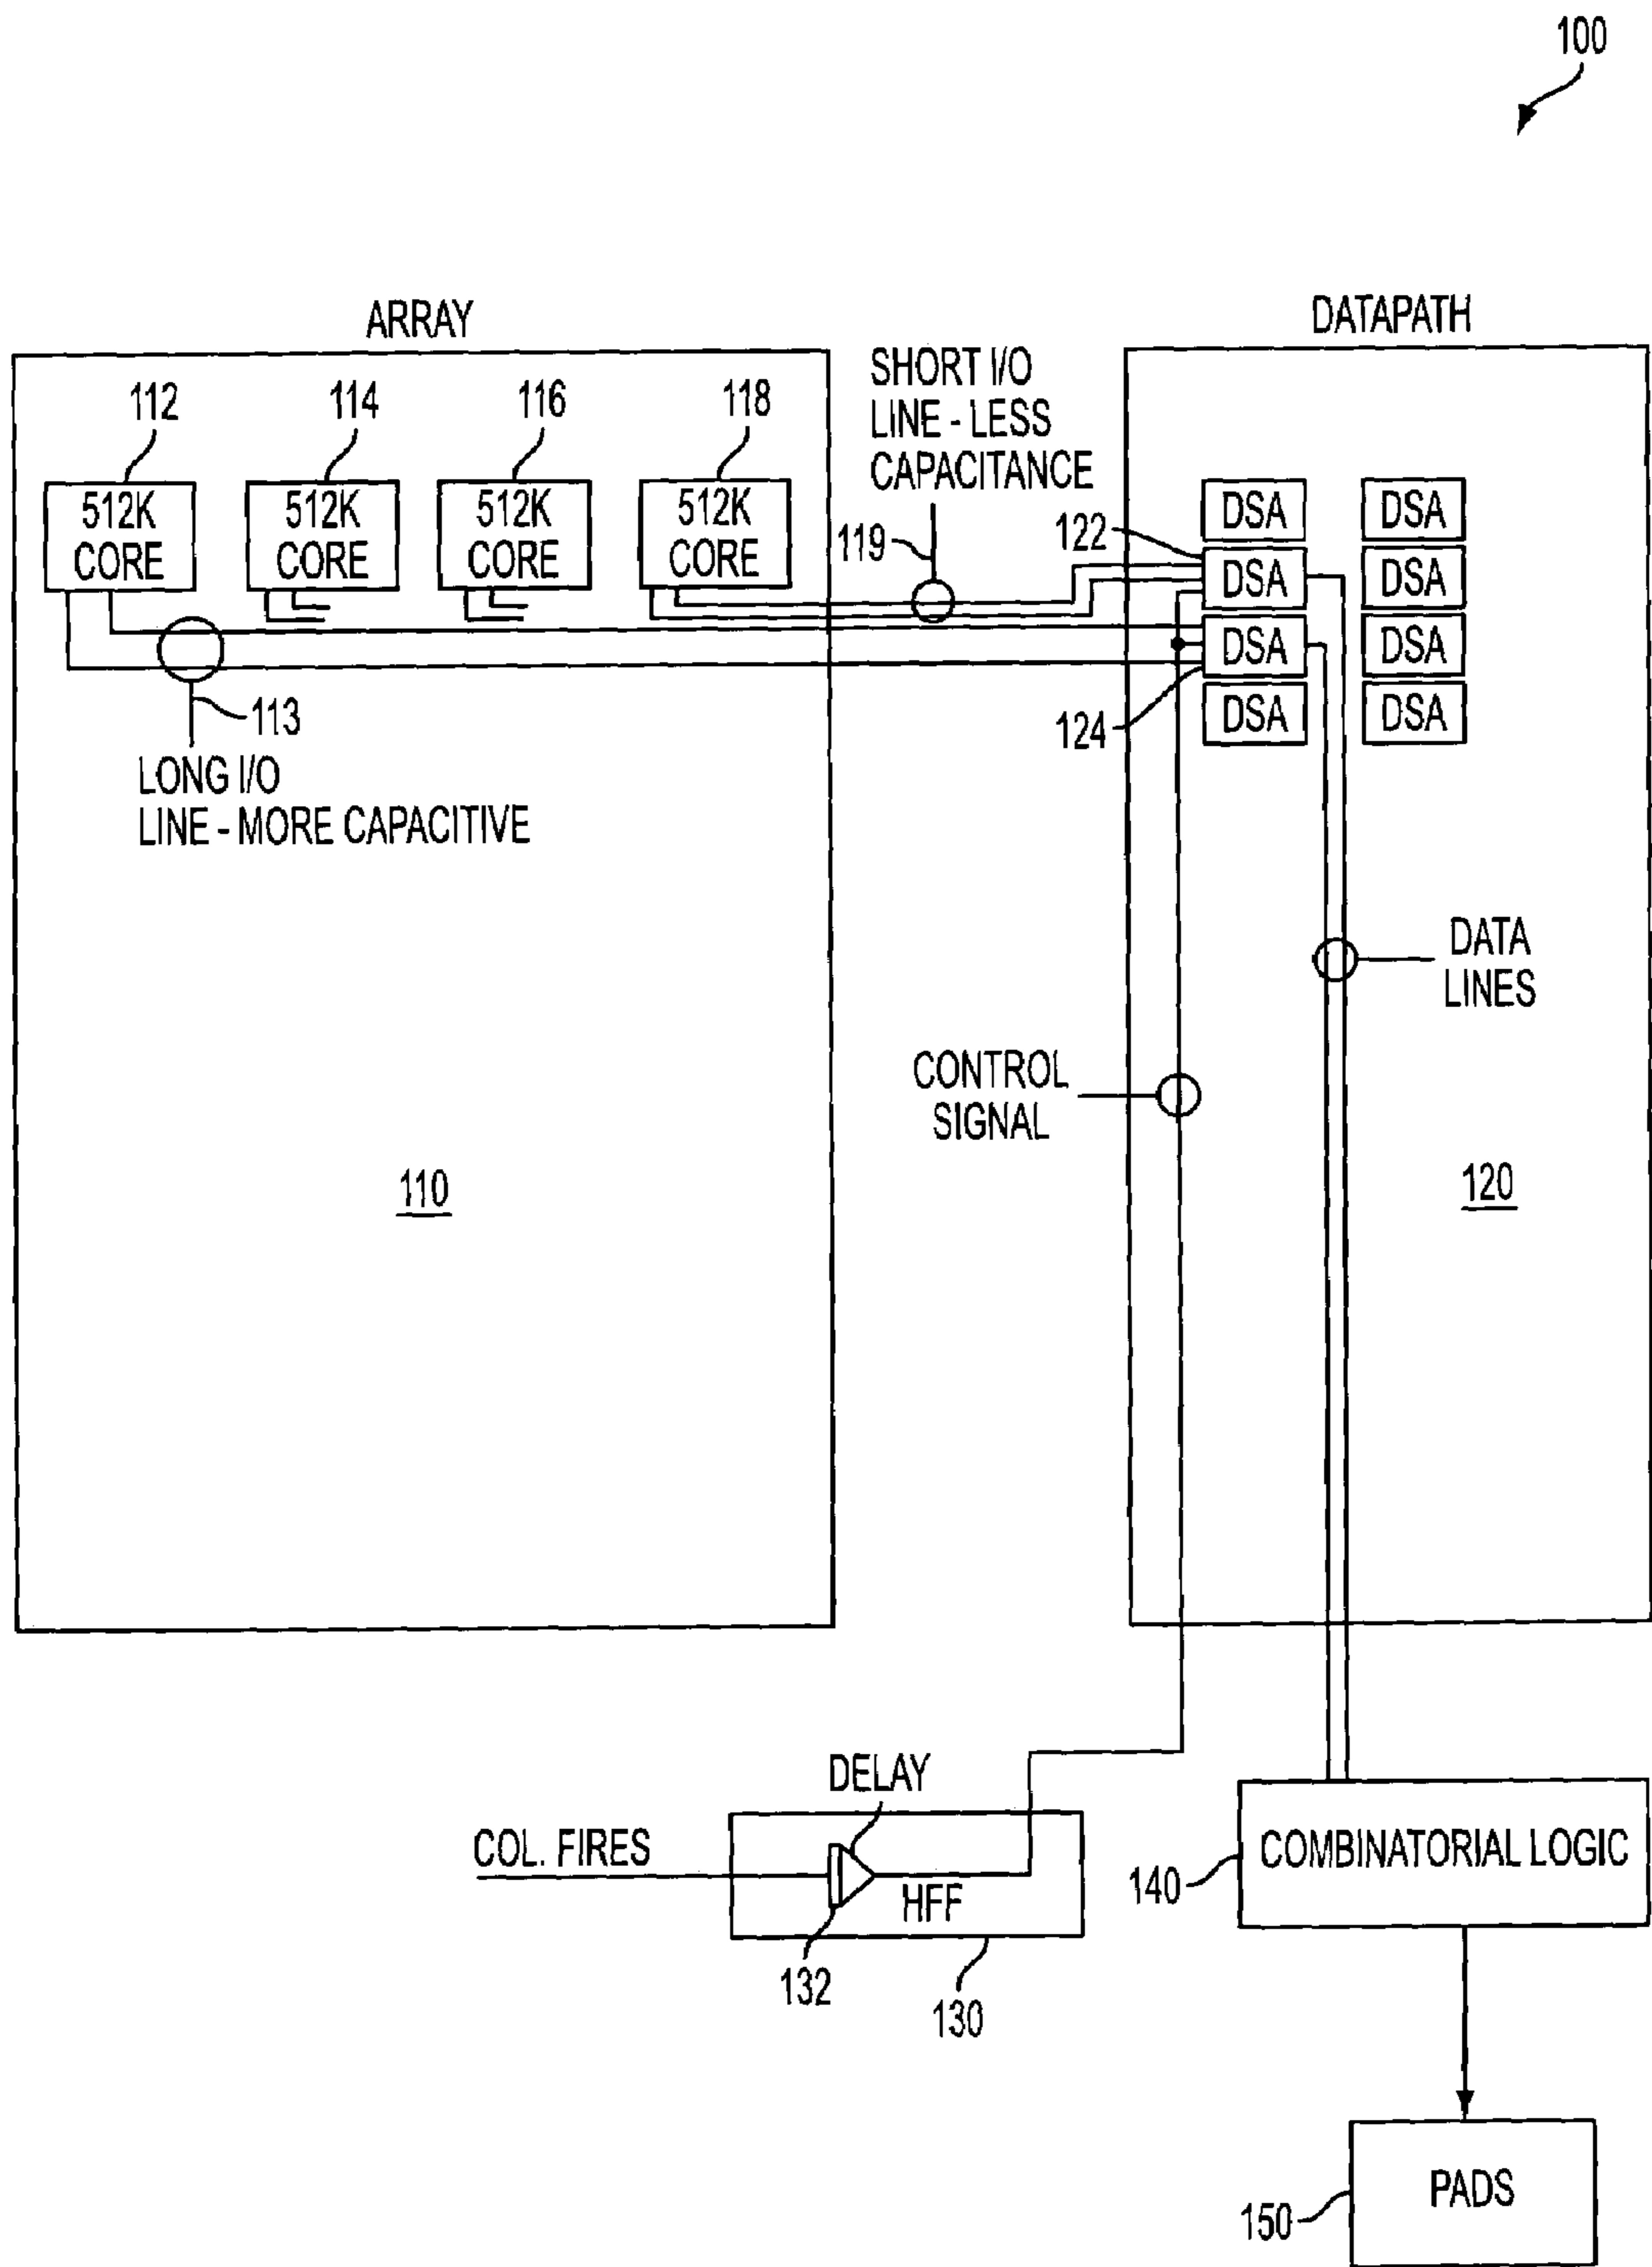 100
ARRAY
DATAPATH
112
114
116
118
SHORT I/O
LINE - LESS
CAPACITANCE
512K
CORE
512K
CORE
512K
CORE
512K
CORE
119
122
DSA
DSA
DSA
DSA
DSA
DSA
DSA
DSA
124
113
LONG I/O
LINE - MORE CAPACITIVE
DATA
LINES
CONTROL
SIGNAL
110
120
DELAY
COL. FIRES
HFF
132
130
COMBINATORIAL LOGIC
140
PADS
150